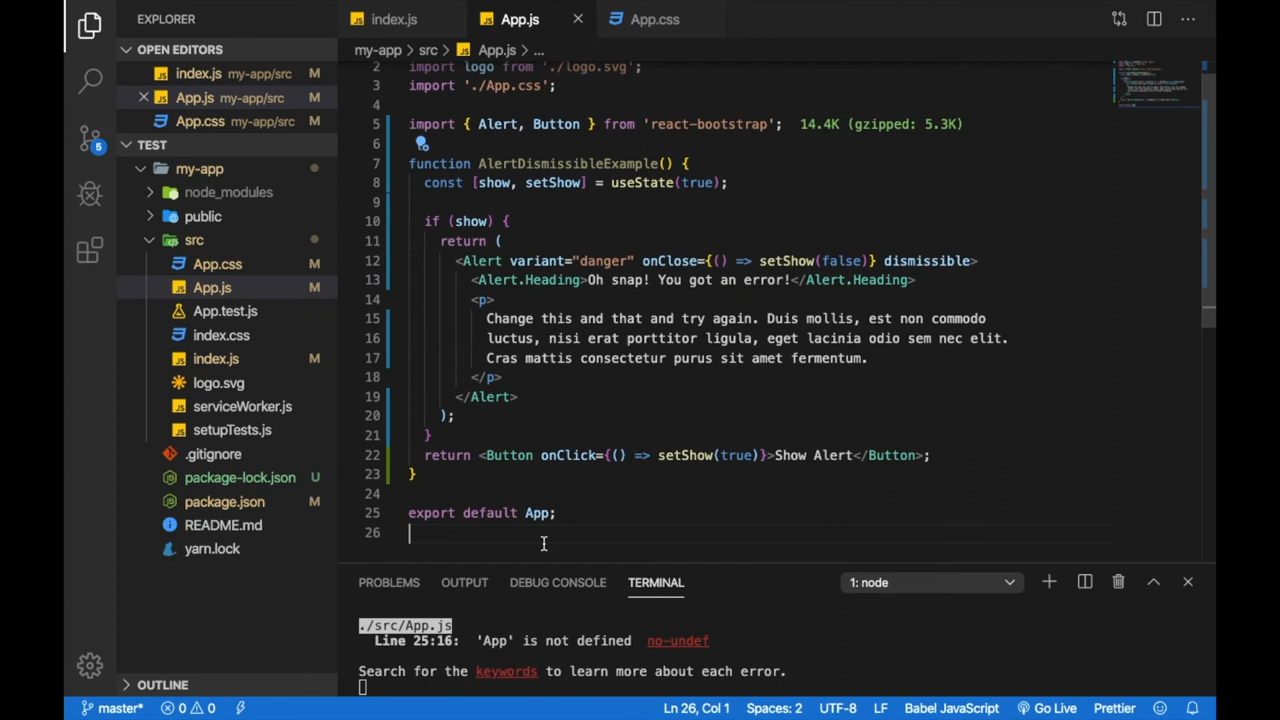 EXPLORER
OPEN EDITORS
index.js my-app/src M
App.js my-app/src M
App.css my-app/src M
5
TEST
my-app
node_modules
public
src
App.css M
App.js M
App.test.js
index.css
index.js M
logo.svg
serviceWorker.js
setupTests.js
.gitignore
package-lock.json U
package.json M
README.md
yarn.lock
OUTLINE
index.js
App.js
App.css
my-app > src > App.js > ...
2 import logo from './logo.svg';
3 import './App.css';
4
5 import { Alert, Button } from 'react-bootstrap'; 14.4K (gzipped: 5.3K)
6
7 function AlertDismissibleExample() {
8 const [show, setShow] = useState(true);
9
10 if (show) {
11 return (
12 <Alert variant="danger" onClose={() => setShow(false)} dismissible>
13 <Alert.Heading>Oh snap! You got an error!</Alert.Heading>
14 <p>
15 Change this and that and try again. Duis mollis, est non commodo
16 luctus, nisi erat porttitor ligula, eget lacinia odio sem nec elit.
17 Cras mattis consectetur purus sit amet fermentum.
18 </p>
19 </Alert>
20 );
21 }
22 return <Button onClick={() => setShow(true)}>Show Alert</Button>;
23 }
24
25 export default App;
26
PROBLEMS OUTPUT DEBUG CONSOLE TERMINAL 1: node
./src/App.js
Line 25:16: 'App' is not defined no-undef
Search for the keywords to learn more about each error.
master* 0 0 Ln 26, Col 1 Spaces: 2 UTF-8 LF Babel JavaScript Go Live Prettier